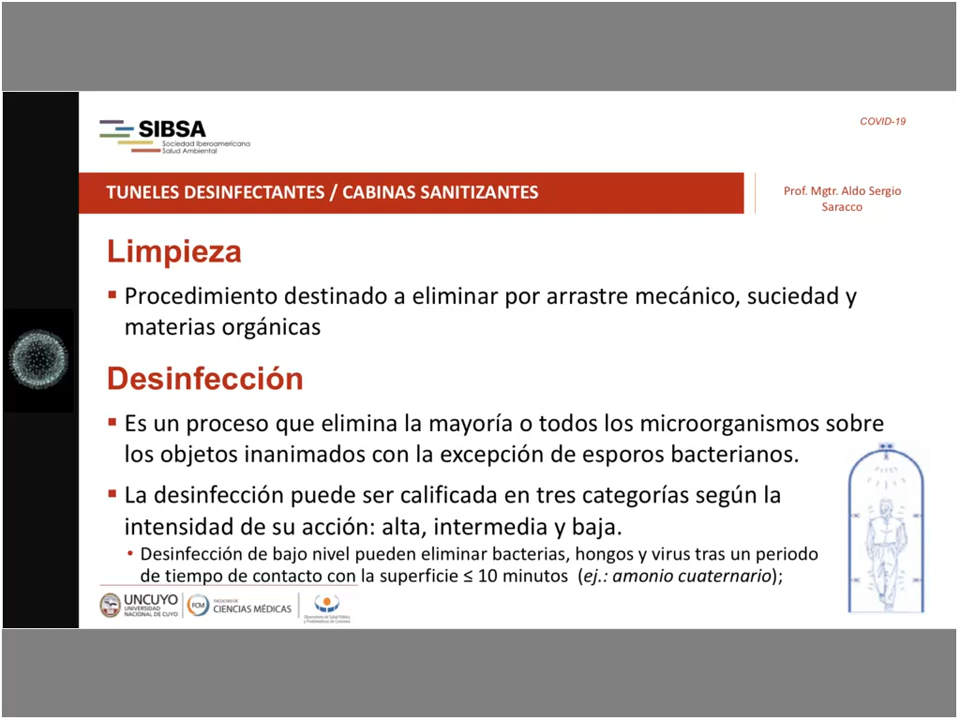 SIBSA
Sociedad Iberoamericana
Salud Ambiental
COVID-19
TUNELES DESINFECTANTES / CABINAS SANITIZANTES
Prof. Mgtr. Aldo Sergio
Saracco
Limpieza
▪ Procedimiento destinado a eliminar por arrastre mecánico, suciedad y
materias orgánicas
Desinfección
▪ Es un proceso que elimina la mayoría o todos los microorganismos sobre
los objetos inanimados con la excepción de esporos bacterianos.
▪ La desinfección puede ser calificada en tres categorías según la
intensidad de su acción: alta, intermedia y baja.
• Desinfección de bajo nivel pueden eliminar bacterias, hongos y virus tras un periodo
de tiempo de contacto con la superficie ≤ 10 minutos (ej.: amonio cuaternario);
UNCUYO
UNIVERSIDAD
NACIONAL DE CUYO
FCM
FACULTAD DE
CIENCIAS MÉDICAS